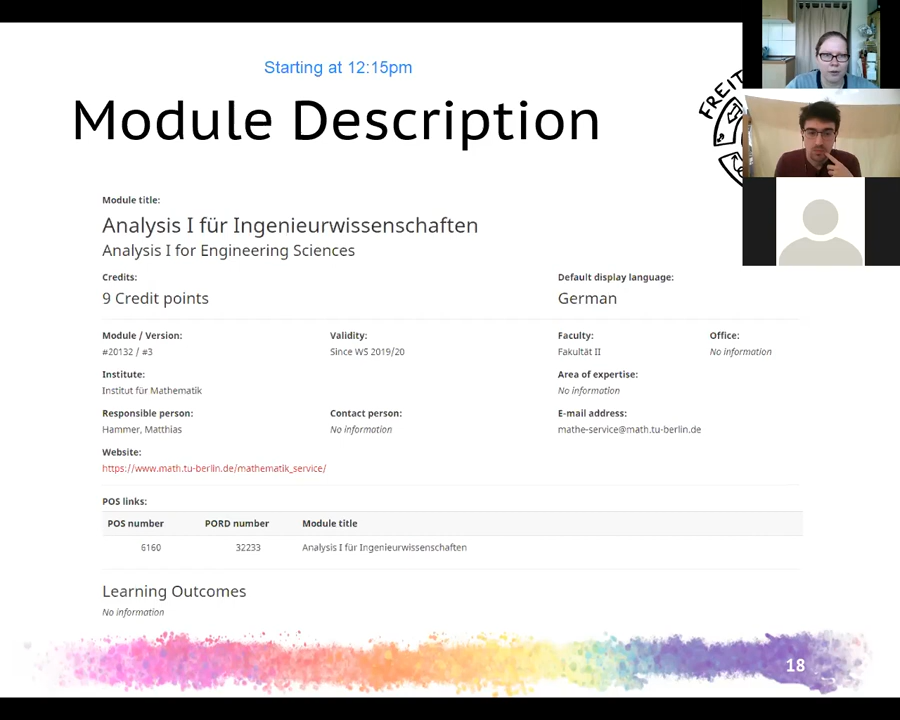 Starting at 12:15pm
Module Description
FREIT
Module title:
Analysis I für Ingenieurwissenschaften
Analysis I for Engineering Sciences
Credits:
Default display language:
9 Credit points
German
Module / Version:
Validity:
Faculty:
Office:
#20132 / #3
Since WS 2019/20
Fakultät II
No information
Institute:
Area of expertise:
Institut für Mathematik
No information
Responsible person:
Contact person:
E-mail address:
Hammer, Matthias
No information
mathe-service@math.tu-berlin.de
Website:
https://www.math.tu-berlin.de/mathematik_service/
POS links:
POS number
PORD number
Module title
6160
32233
Analysis I für Ingenieurwissenschaften
Learning Outcomes
No information
18